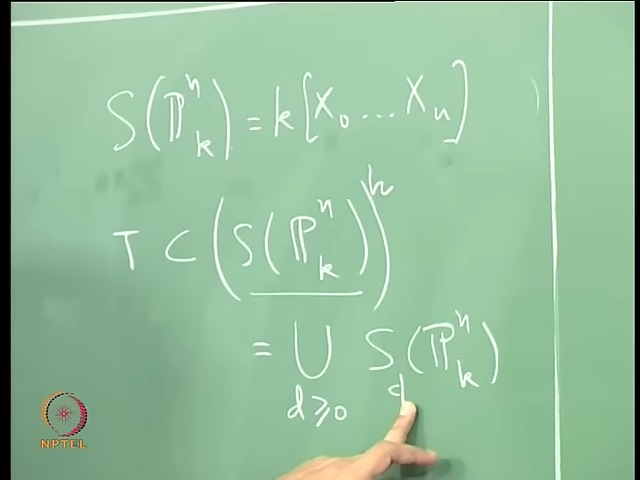 S(ℙⁿₖ) = k[X₀ ... Xₙ]
T ⊂ (S(ℙⁿₖ))ʰ
= ∪_{d≥0} S_d(ℙⁿₖ)
NPTEL